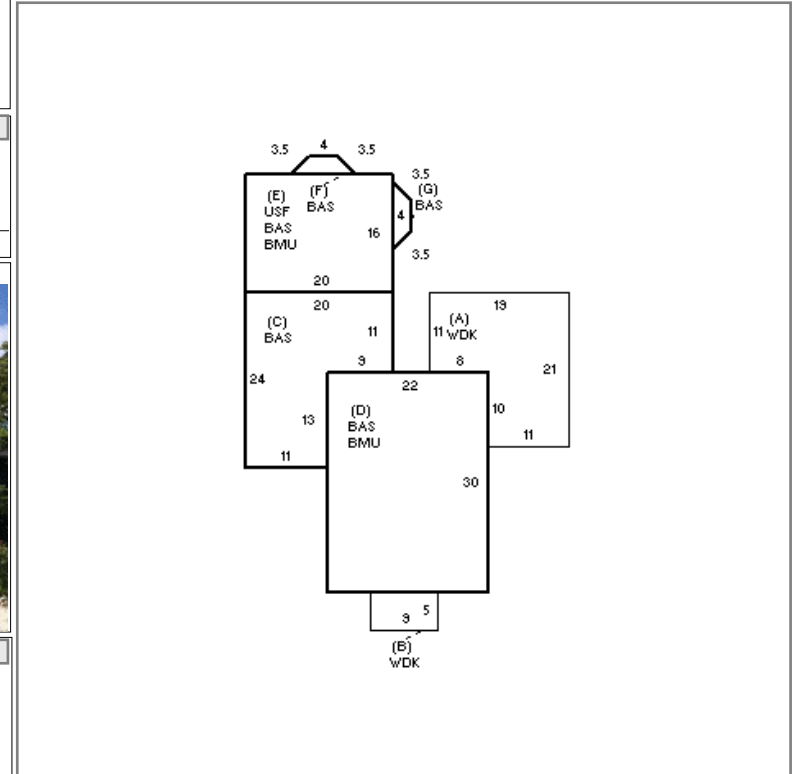 4
3.5
3.5
3.5
(E)
USF
BAS
BMU
(F)
BAS
(G)
BAS
4
16
3.5
20
20
19
(C)
BAS
11
11
(A)
WDK
9
8
21
24
22
10
(D)
BAS
BMU
13
11
11
30
5
9
(B)
WDK